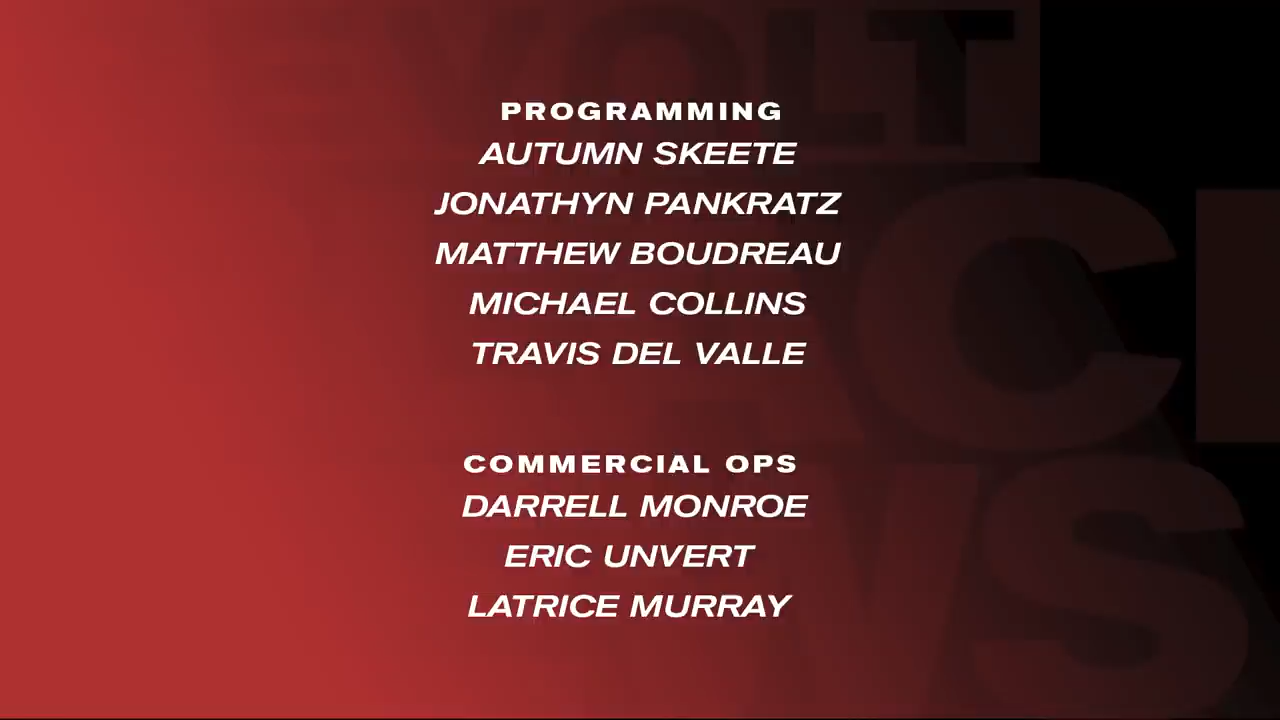 VOLT
PROGRAMMING
AUTUMN SKEETE
JONATHYN PANKRATZ
MATTHEW BOUDREAU
MICHAEL COLLINS
TRAVIS DEL VALLE
COMMERCIAL OPS
DARRELL MONROE
ERIC UNVERT
LATRICE MURRAY